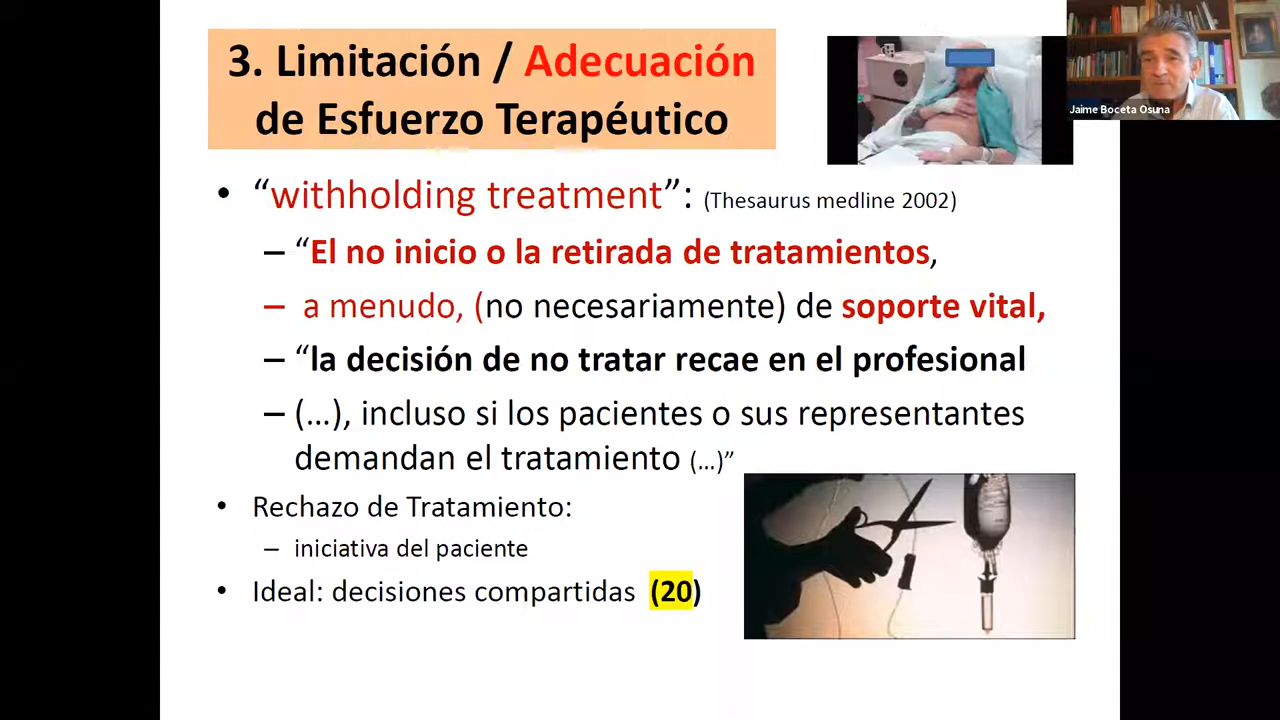 3. Limitación / Adecuación
de Esfuerzo Terapéutico
Jaime Boceta Osuna
• “withholding treatment”: (Thesaurus medline 2002)
– “El no inicio o la retirada de tratamientos,
– a menudo, (no necesariamente) de soporte vital,
– “la decisión de no tratar recae en el profesional
– (…), incluso si los pacientes o sus representantes
demandan el tratamiento (…)”
• Rechazo de Tratamiento:
– iniciativa del paciente
• Ideal: decisiones compartidas (20)